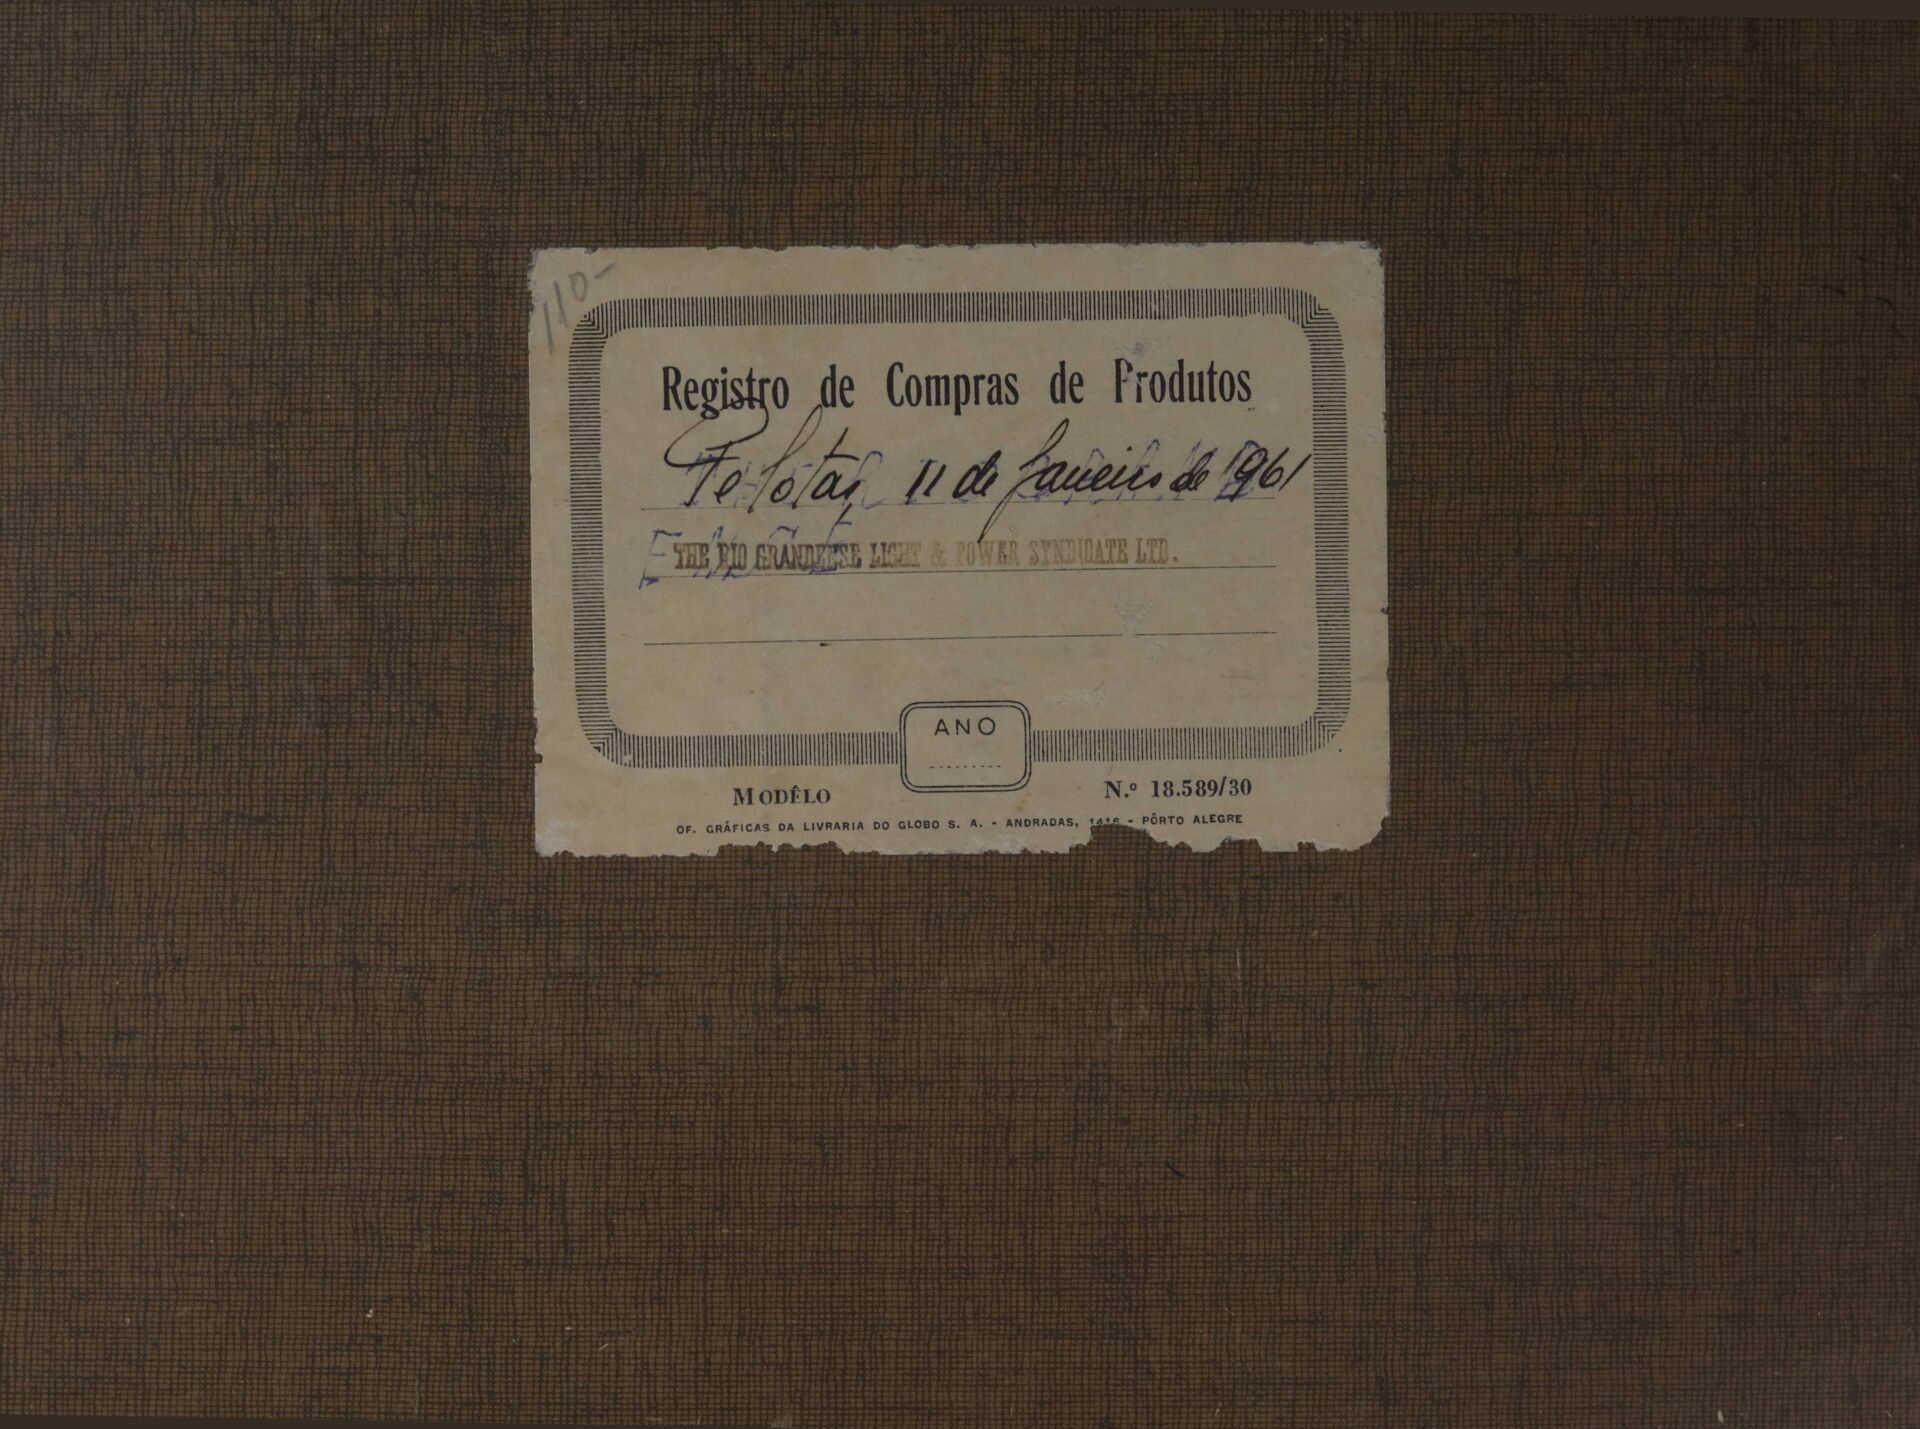 110-
Registro de Compras de Produtos
Pelotas, 11 de Janeiro de 1961
THE RIO GRANDENSE LIGHT & POWER SYNDICATE LTD.
ANO
MODÊLO
N.º 18.589/30
OF. GRÁFICAS DA LIVRARIA DO GLOBO S. A. - ANDRADAS, 1416 - PÔRTO ALEGRE